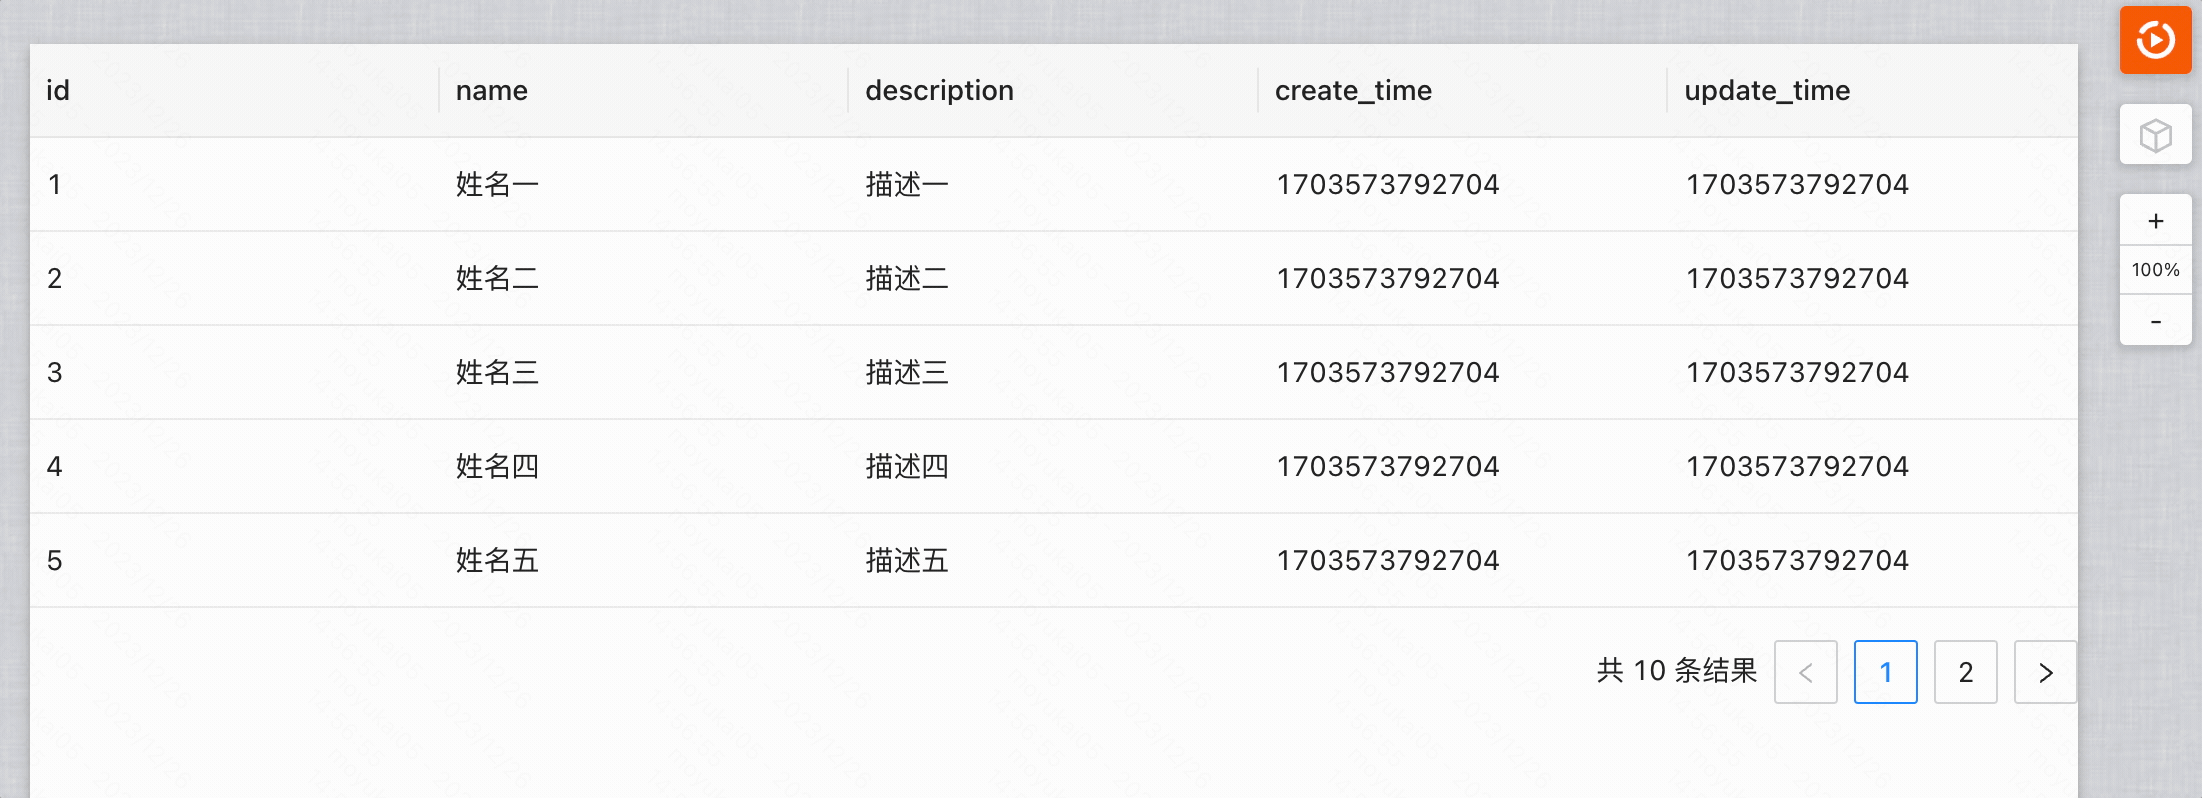 id name description create_time update_time
1 姓名一 描述一 1703573792704 1703573792704
2 姓名二 描述二 1703573792704 1703573792704
3 姓名三 描述三 1703573792704 1703573792704
4 姓名四 描述四 1703573792704 1703573792704
5 姓名五 描述五 1703573792704 1703573792704
共 10 条结果 < 1 2 >
+
100%
-